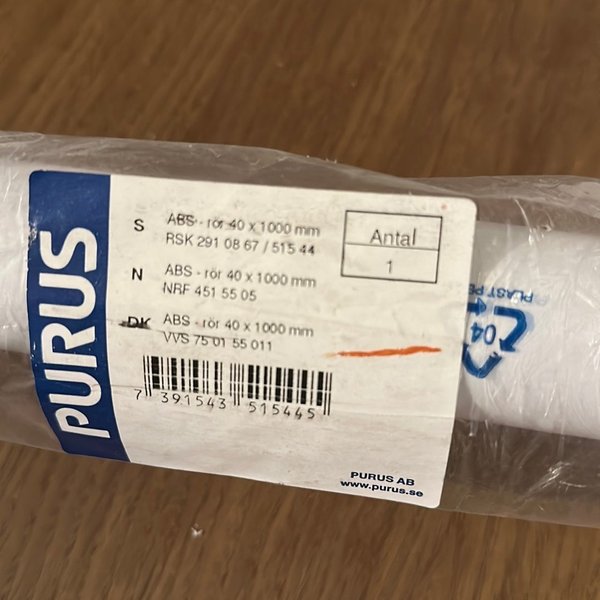 PURUS
S ABS - rör 40 x 1000 mm
RSK 291 08 67 / 515 44
N ABS - rör 40 x 1000 mm
NRF 451 55 05
DK ABS - rör 40 x 1000 mm
VVS 75 01 55 011
Antal
1
7 391543 515445
PURUS AB
www.purus.se
PLAST
04